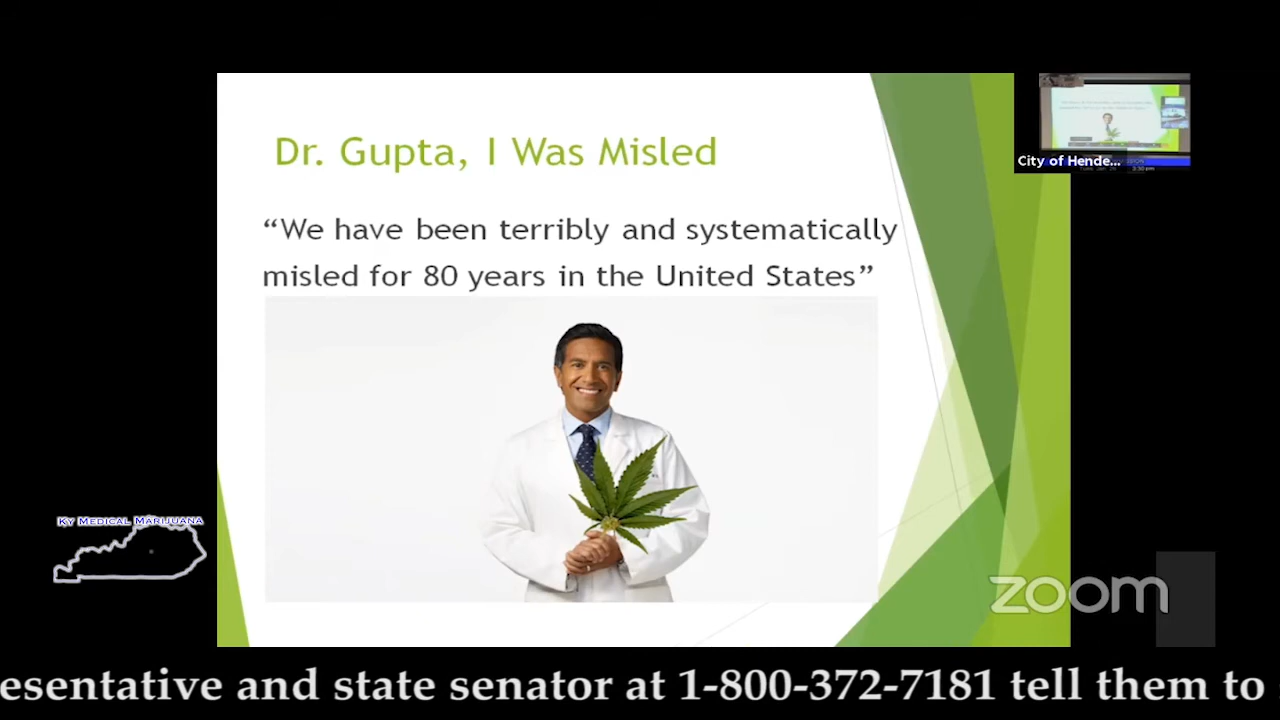 Dr. Gupta, I Was Misled
“We have been terribly and systematically
misled for 80 years in the United States”
City of Hende...
KY MEDICAL MARIJUANA
zoom
esentative and state senator at 1-800-372-7181 tell them to